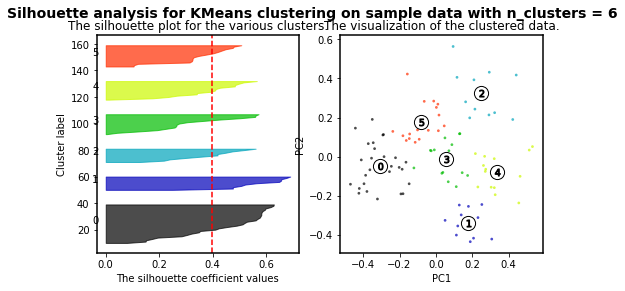 Silhouette analysis for KMeans clustering on sample data with n_clusters = 6
The silhouette plot for the various clusters.
The visualization of the clustered data.
160
140
120
100
80
60
40
20
Cluster label
5
4
3
2
1
0
0.0 0.2 0.4 0.6
The silhouette coefficient values
0.6
0.4
0.2
0.0
−0.2
−0.4
PC2
2
5
3
0
4
1
−0.4 −0.2 0.0 0.2 0.4
PC1